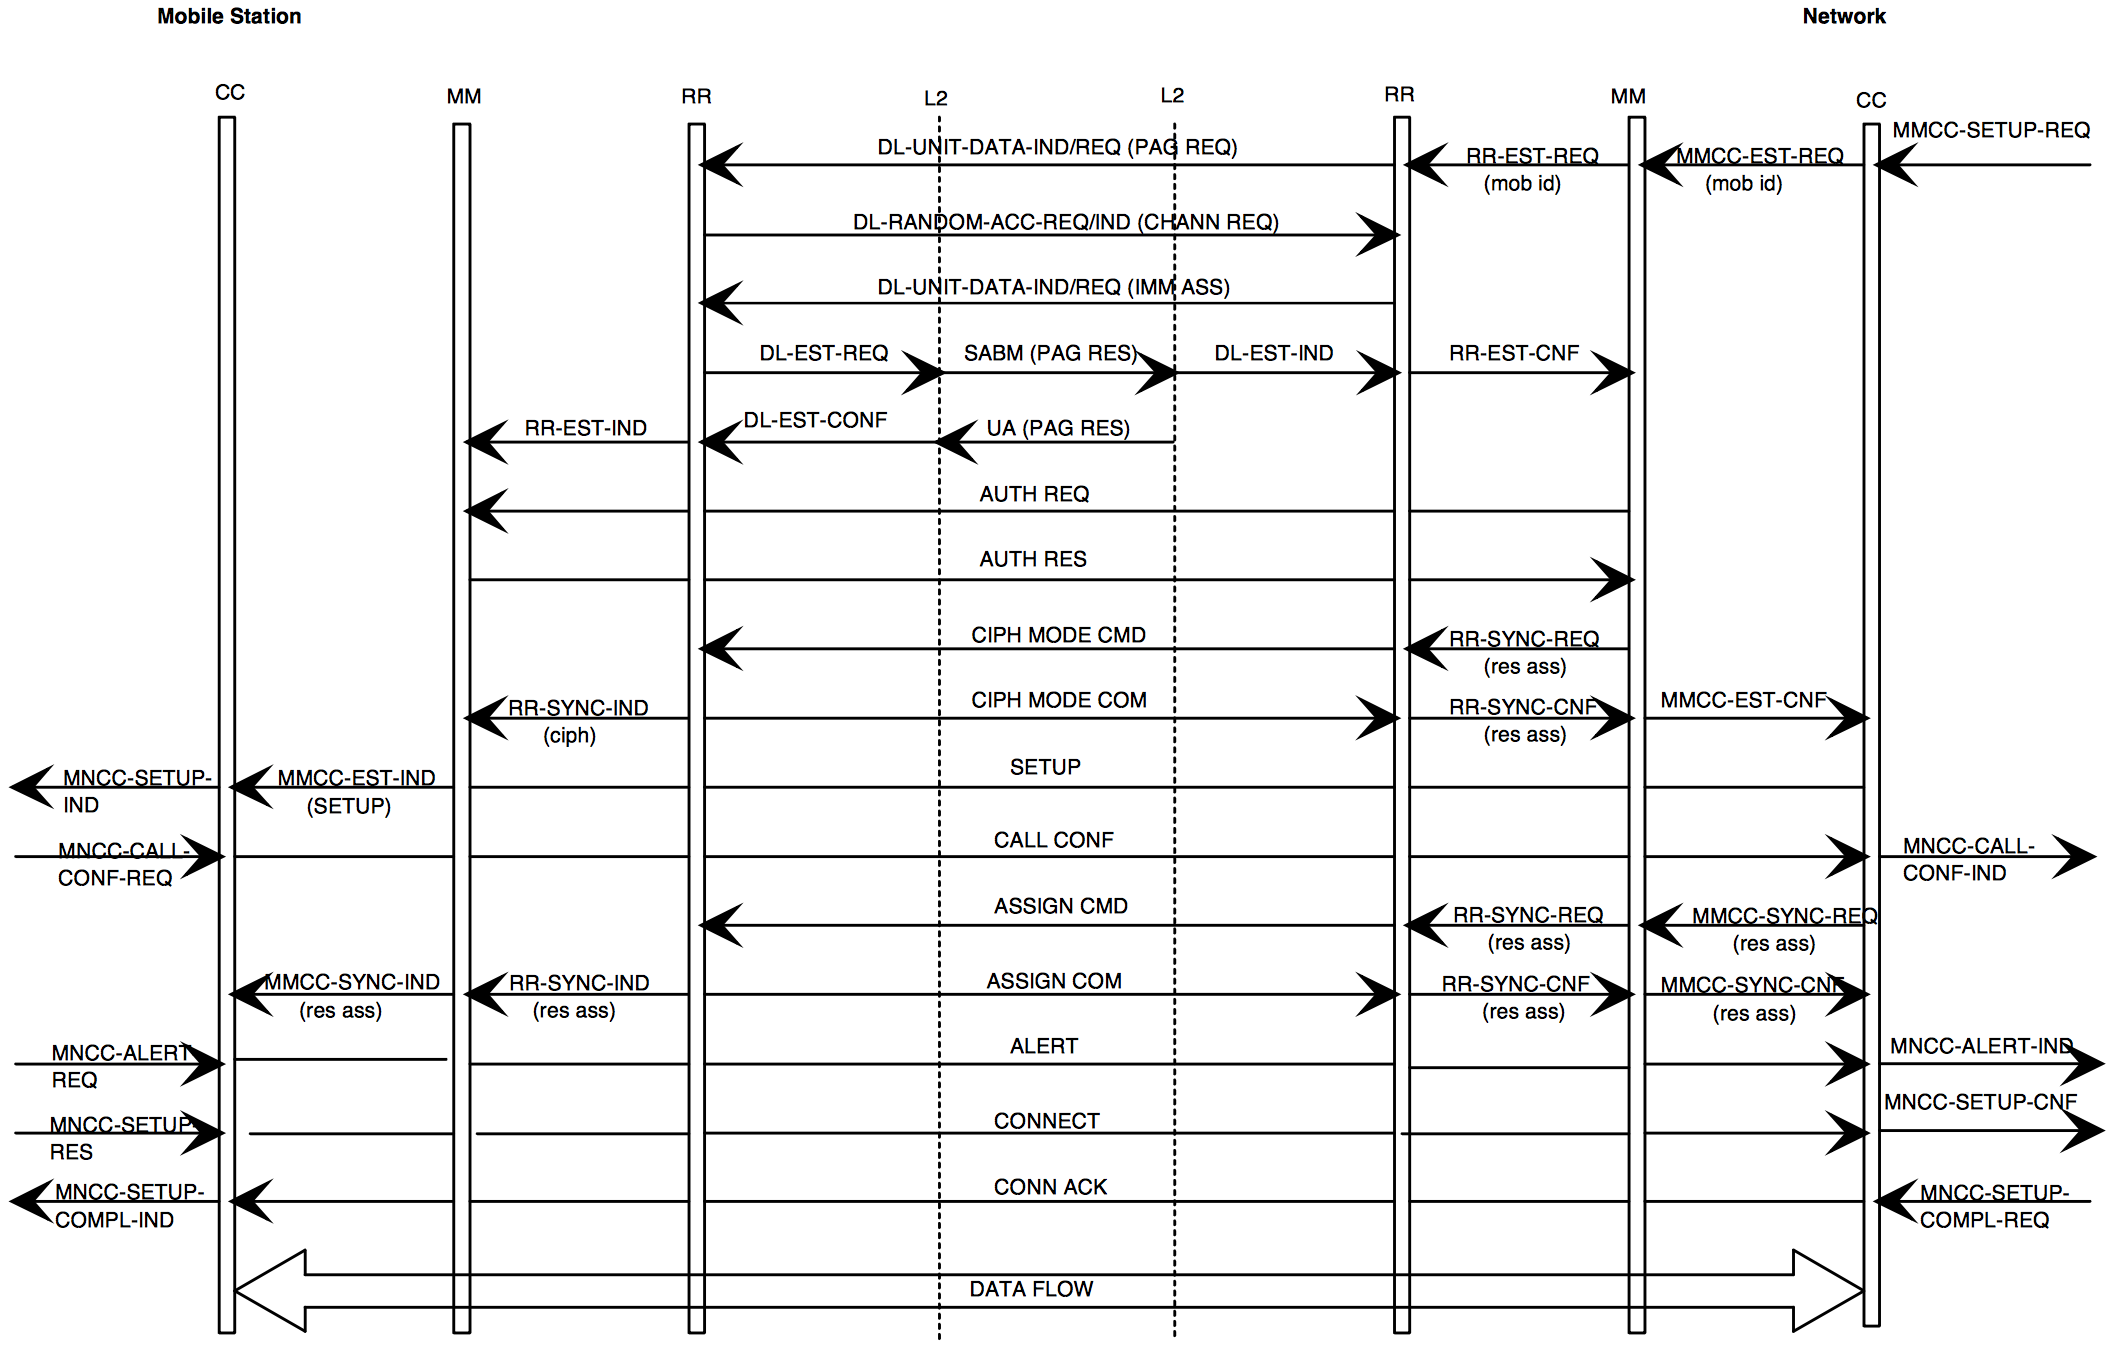 Mobile Station
Network
CC
MM
RR
L2
L2
RR
MM
CC
MMCC-SETUP-REQ
DL-UNIT-DATA-IND/REQ (PAG REQ)
RR-EST-REQ
(mob id)
MMCC-EST-REQ
(mob id)
DL-RANDOM-ACC-REQ/IND (CHANN REQ)
DL-UNIT-DATA-IND/REQ (IMM ASS)
DL-EST-REQ
SABM (PAG RES)
DL-EST-IND
RR-EST-CNF
RR-EST-IND
DL-EST-CONF
UA (PAG RES)
AUTH REQ
AUTH RES
CIPH MODE CMD
RR-SYNC-REQ
(res ass)
RR-SYNC-IND
(ciph)
CIPH MODE COM
RR-SYNC-CNF
(res ass)
MMCC-EST-CNF
MNCC-SETUP-
IND
MMCC-EST-IND
(SETUP)
SETUP
MNCC-CALL-
CONF-REQ
CALL CONF
MNCC-CALL-
CONF-IND
ASSIGN CMD
RR-SYNC-REQ
(res ass)
MMCC-SYNC-REQ
(res ass)
MMCC-SYNC-IND
(res ass)
RR-SYNC-IND
(res ass)
ASSIGN COM
RR-SYNC-CNF
(res ass)
MMCC-SYNC-CNF
(res ass)
MNCC-ALERT
REQ
ALERT
MNCC-ALERT-IND
MNCC-SETUP-
RES
CONNECT
MNCC-SETUP-CNF
MNCC-SETUP-
COMPL-IND
CONN ACK
MNCC-SETUP-
COMPL-REQ
DATA FLOW